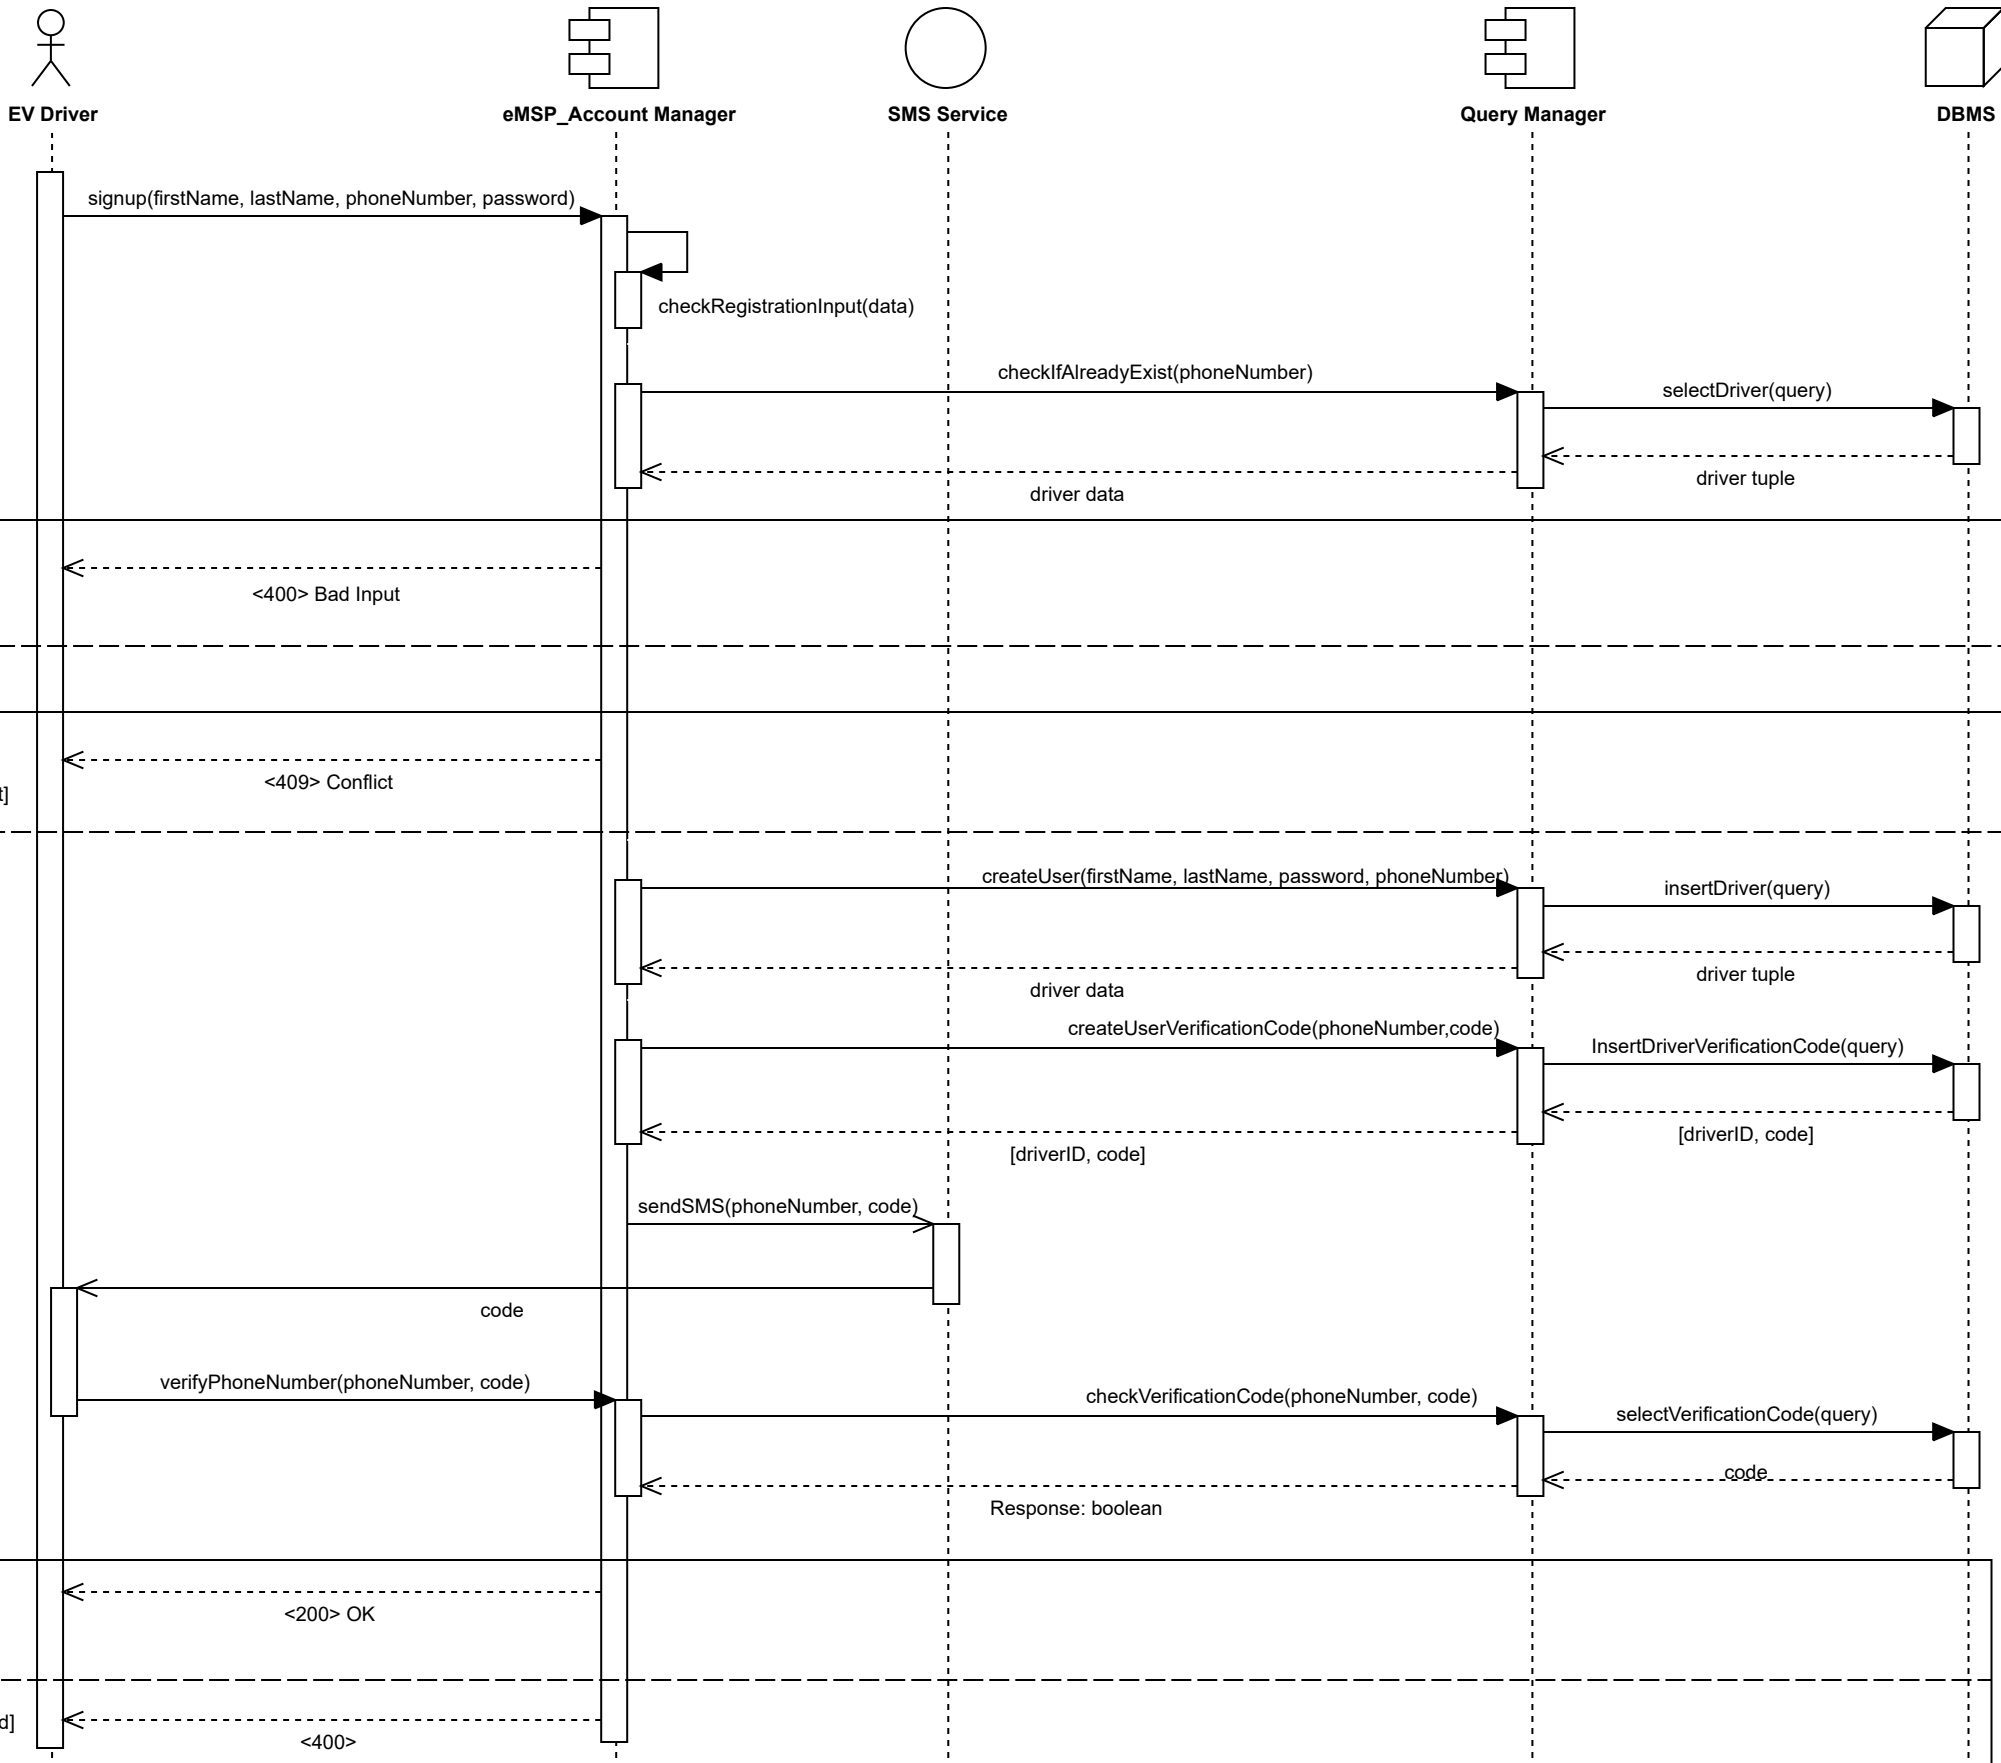 EV Driver
eMSP_Account Manager
SMS Service
Query Manager
DBMS
signup(firstName, lastName, phoneNumber, password)
checkRegistrationInput(data)
checkIfAlreadyExist(phoneNumber)
selectDriver(query)
driver tuple
driver data
<400> Bad Input
<409> Conflict
t]
createUser(firstName, lastName, password, phoneNumber)
insertDriver(query)
driver tuple
driver data
createUserVerificationCode(phoneNumber,code)
InsertDriverVerificationCode(query)
[driverID, code]
[driverID, code]
sendSMS(phoneNumber, code)
code
verifyPhoneNumber(phoneNumber, code)
checkVerificationCode(phoneNumber, code)
selectVerificationCode(query)
code
Response: boolean
<200> OK
d]
<400>